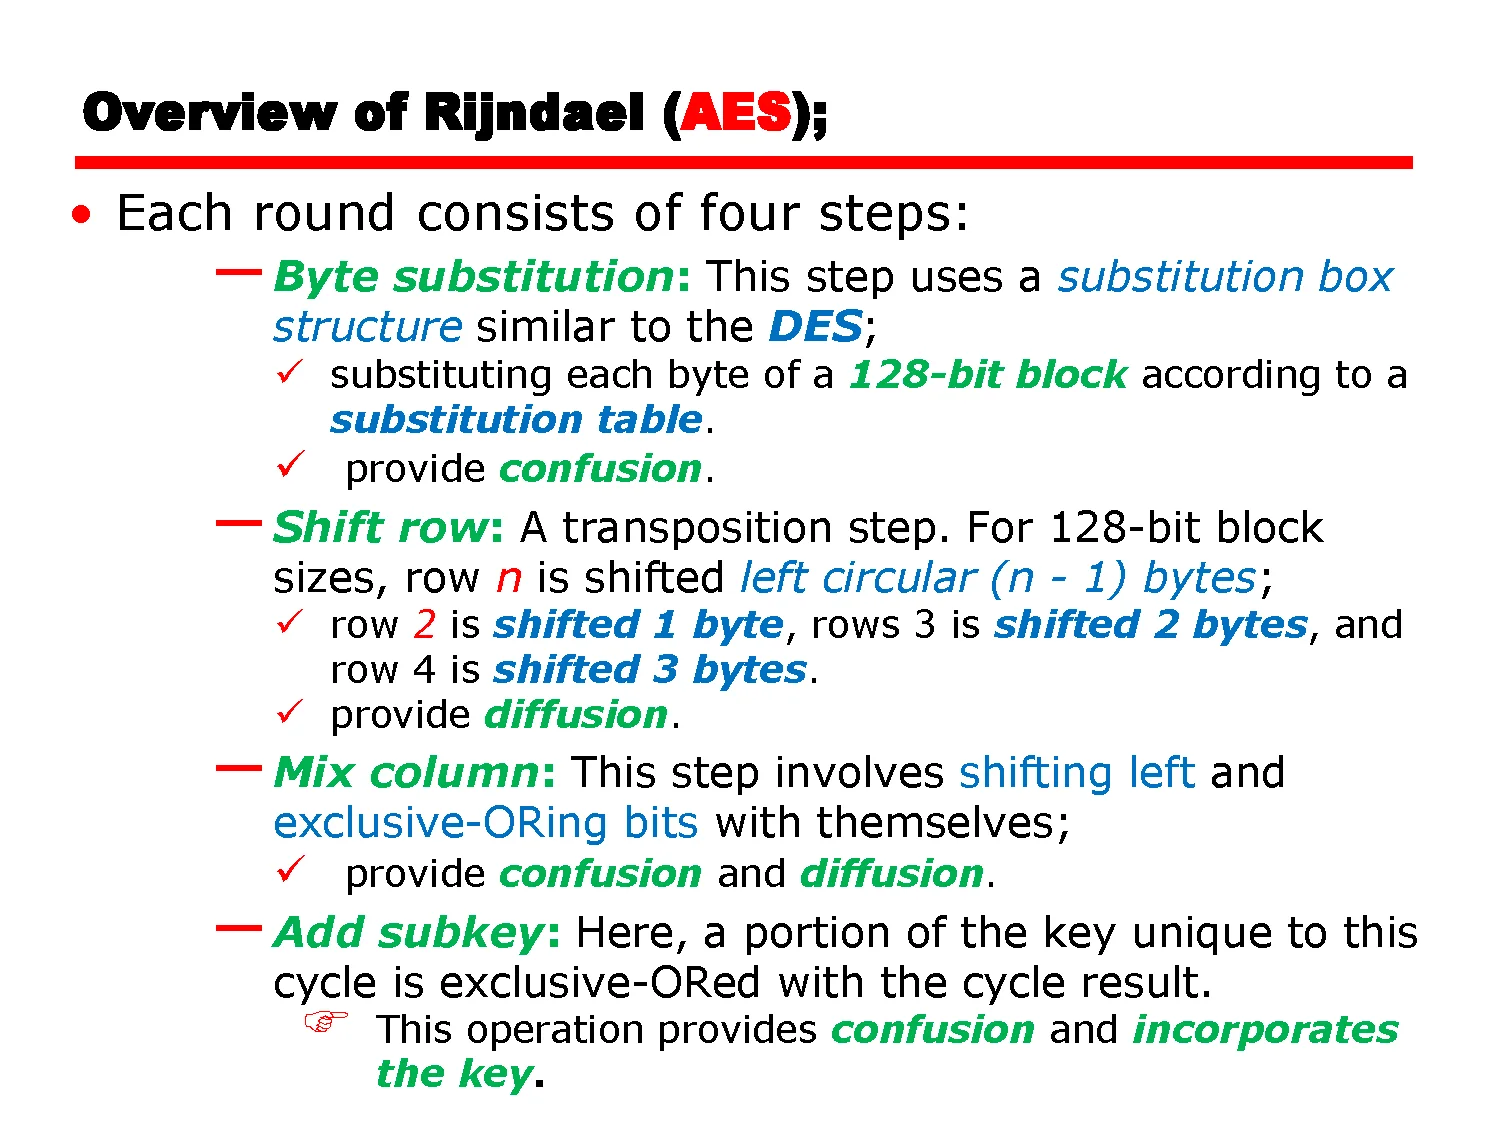 Overview of Rijndael (AES);
• Each round consists of four steps:
— Byte substitution: This step uses a substitution box
structure similar to the DES;
✓ substituting each byte of a 128-bit block according to a
substitution table.
✓ provide confusion.
— Shift row: A transposition step. For 128-bit block
sizes, row n is shifted left circular (n - 1) bytes;
✓ row 2 is shifted 1 byte, rows 3 is shifted 2 bytes, and
row 4 is shifted 3 bytes.
✓ provide diffusion.
— Mix column: This step involves shifting left and
exclusive-ORing bits with themselves;
✓ provide confusion and diffusion.
— Add subkey: Here, a portion of the key unique to this
cycle is exclusive-ORed with the cycle result.
☞ This operation provides confusion and incorporates
the key.